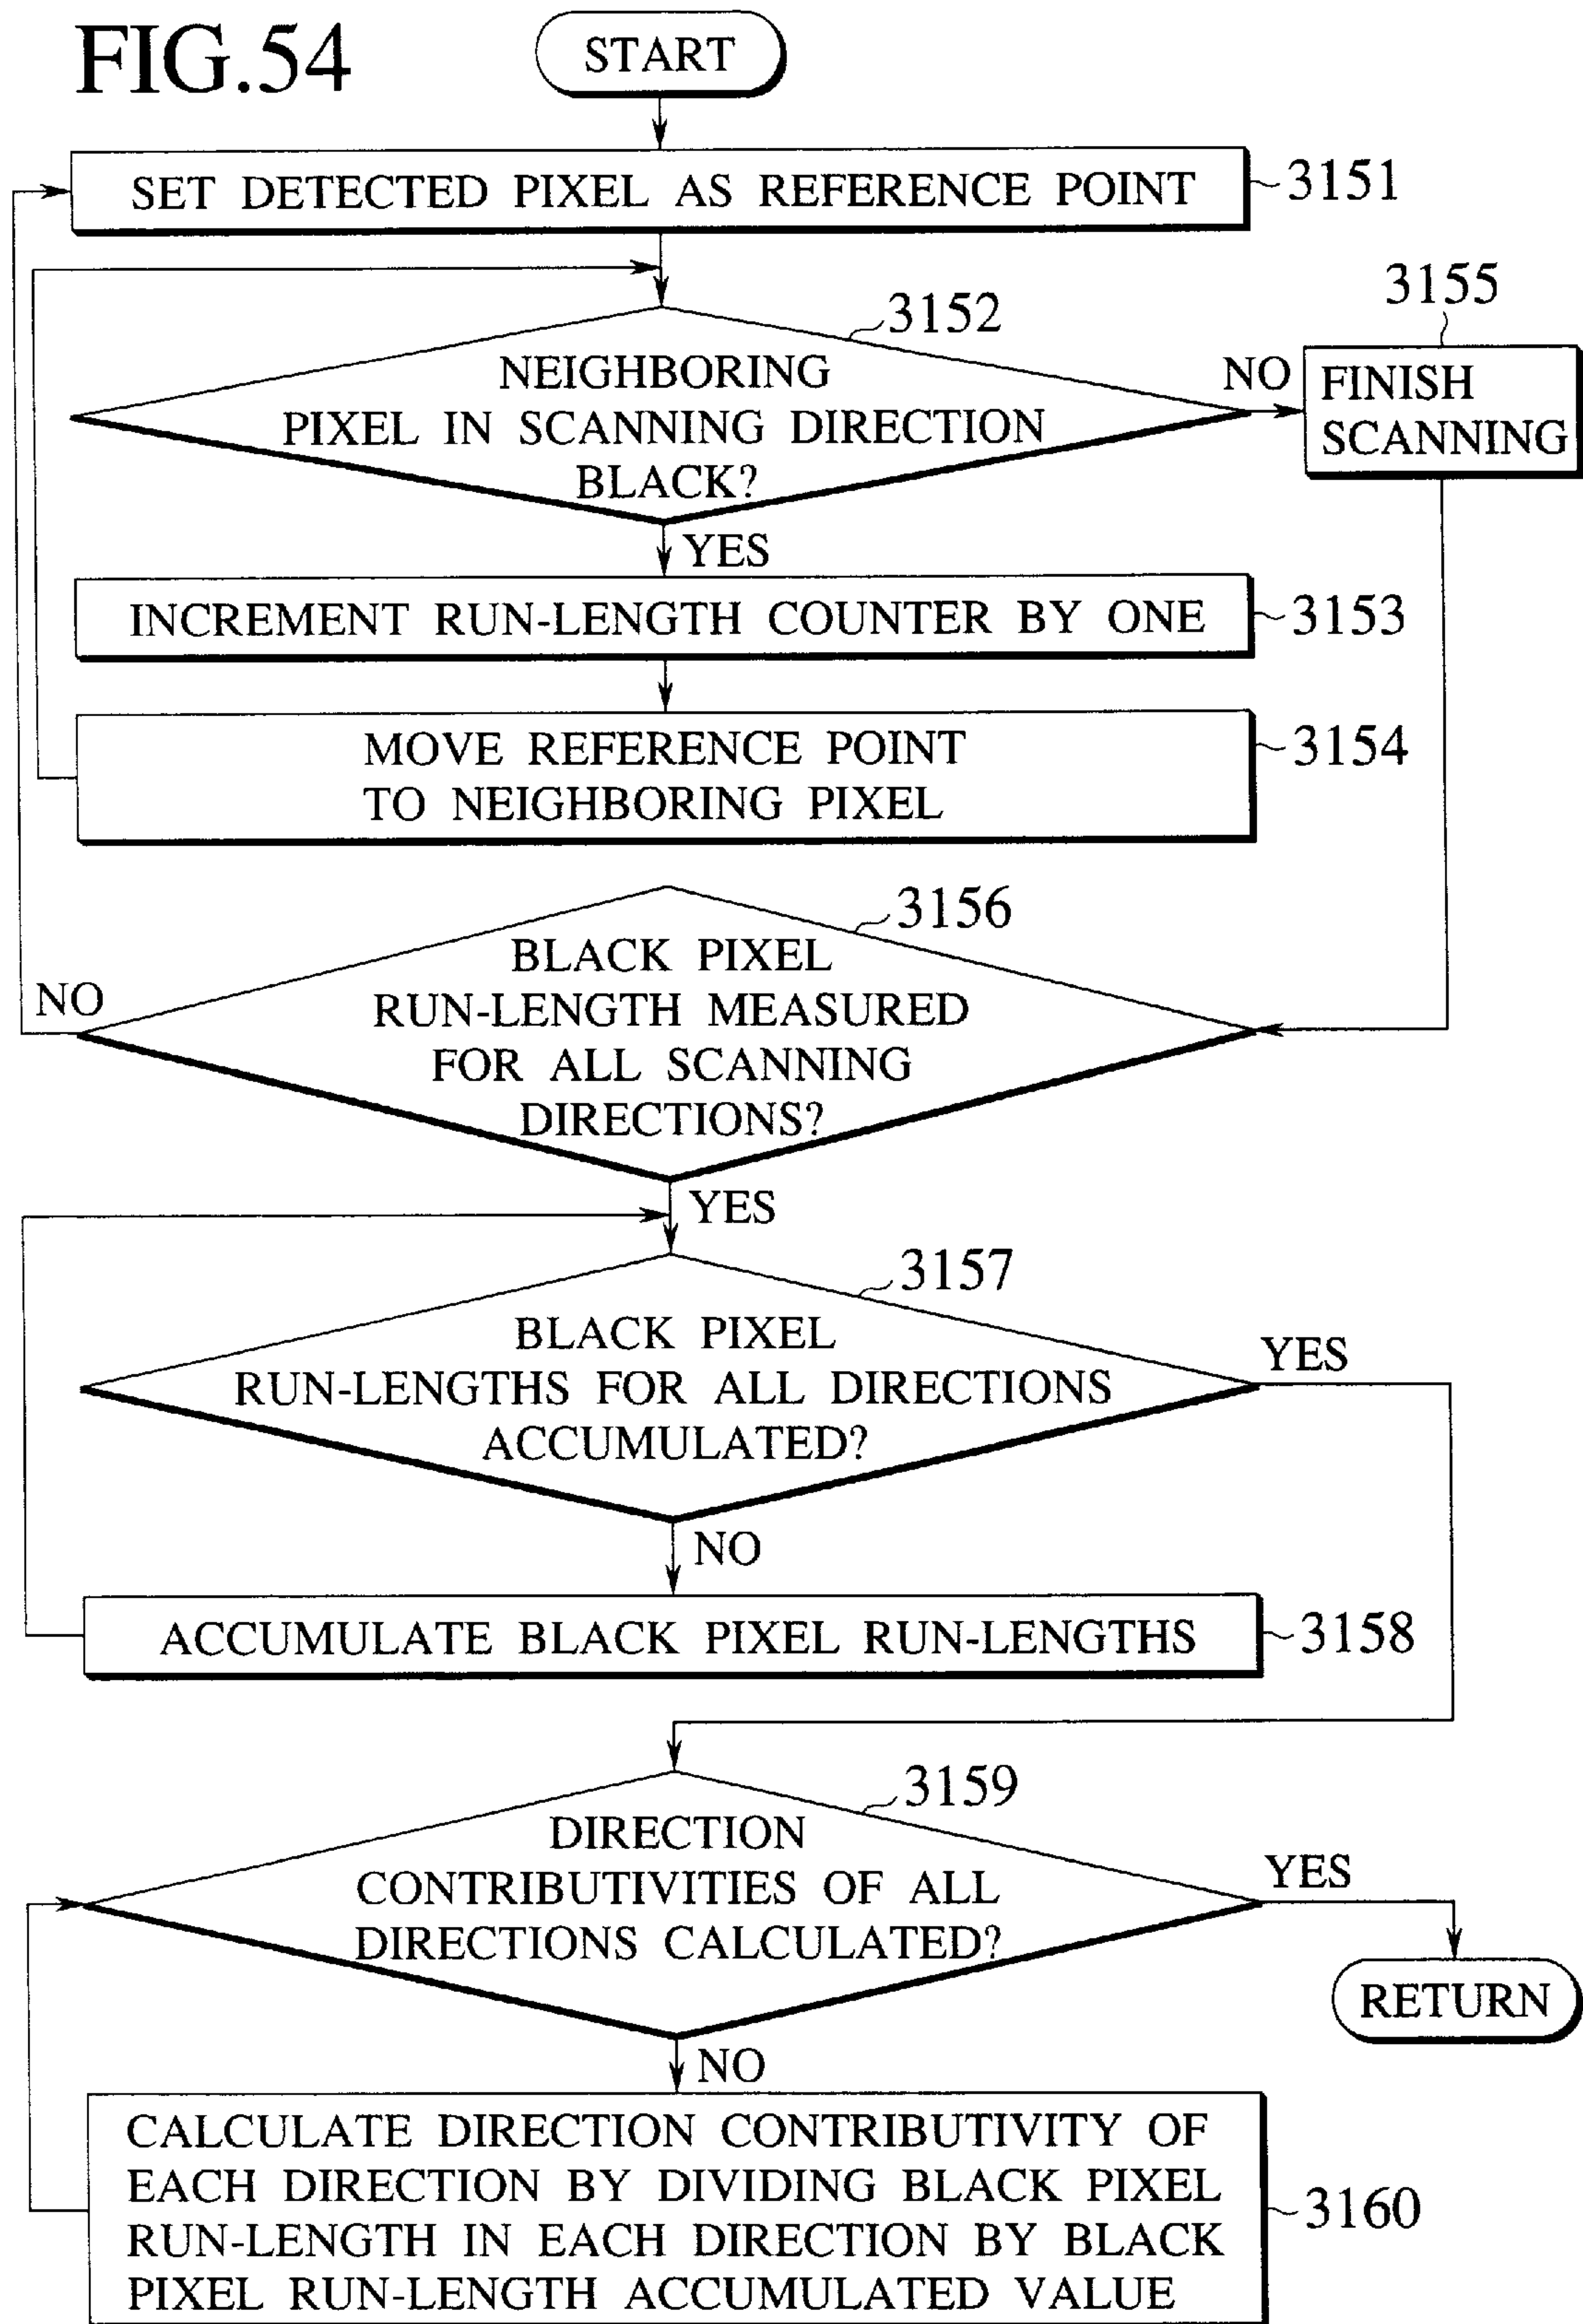 FIG.54
START
SET DETECTED PIXEL AS REFERENCE POINT
3151
3152
NEIGHBORING
PIXEL IN SCANNING DIRECTION
BLACK?
NO
3155
FINISH
SCANNING
YES
INCREMENT RUN-LENGTH COUNTER BY ONE
3153
MOVE REFERENCE POINT
TO NEIGHBORING PIXEL
3154
3156
BLACK PIXEL
RUN-LENGTH MEASURED
FOR ALL SCANNING
DIRECTIONS?
NO
YES
3157
BLACK PIXEL
RUN-LENGTHS FOR ALL DIRECTIONS
ACCUMULATED?
YES
NO
ACCUMULATE BLACK PIXEL RUN-LENGTHS
3158
3159
DIRECTION
CONTRIBUTIVITIES OF ALL
DIRECTIONS CALCULATED?
YES
RETURN
NO
CALCULATE DIRECTION CONTRIBUTIVITY OF
EACH DIRECTION BY DIVIDING BLACK PIXEL
RUN-LENGTH IN EACH DIRECTION BY BLACK
PIXEL RUN-LENGTH ACCUMULATED VALUE
3160